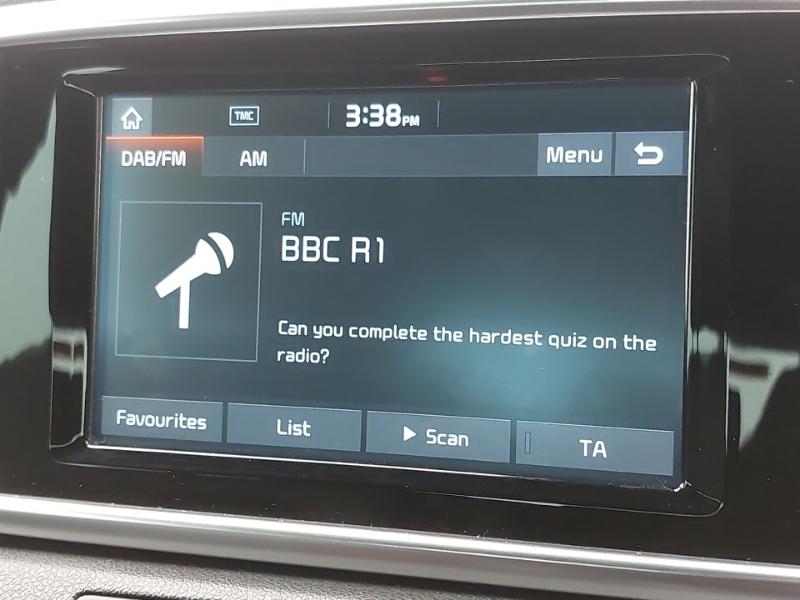 TMC
3:38PM
DAB/FM
AM
Menu
FM
BBC R1
Can you complete the hardest quiz on the
radio?
Favourites
List
Scan
TA